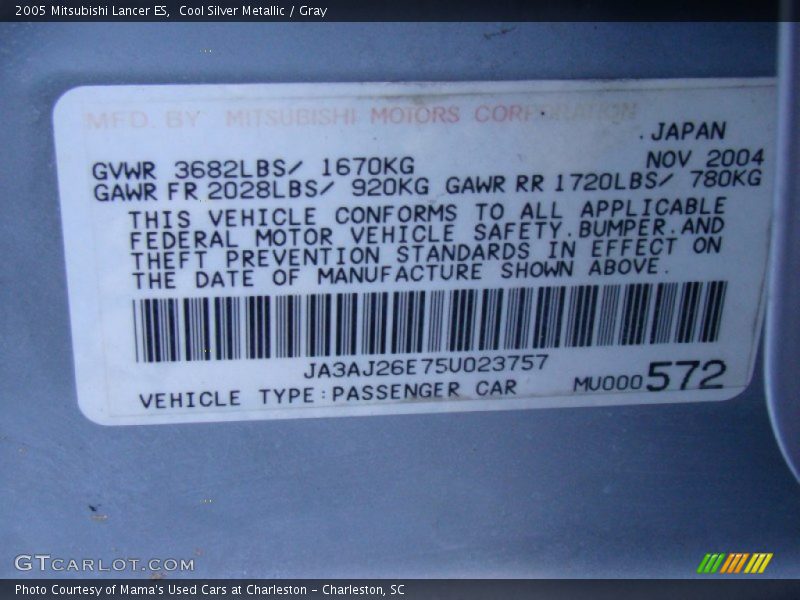 2005 Mitsubishi Lancer ES, Cool Silver Metallic / Gray
MFD. BY MITSUBISHI MOTORS CORPORATION
.JAPAN
GVWR 3682LBS/ 1670KG NOV 2004
GAWR FR 2028LBS/ 920KG GAWR RR 1720LBS/ 780KG
THIS VEHICLE CONFORMS TO ALL APPLICABLE
FEDERAL MOTOR VEHICLE SAFETY.BUMPER.AND
THEFT PREVENTION STANDARDS IN EFFECT ON
THE DATE OF MANUFACTURE SHOWN ABOVE.
JA3AJ26E75U023757
VEHICLE TYPE:PASSENGER CAR MU000572
GTCARLOT.COM
Photo Courtesy of Mama's Used Cars at Charleston - Charleston, SC